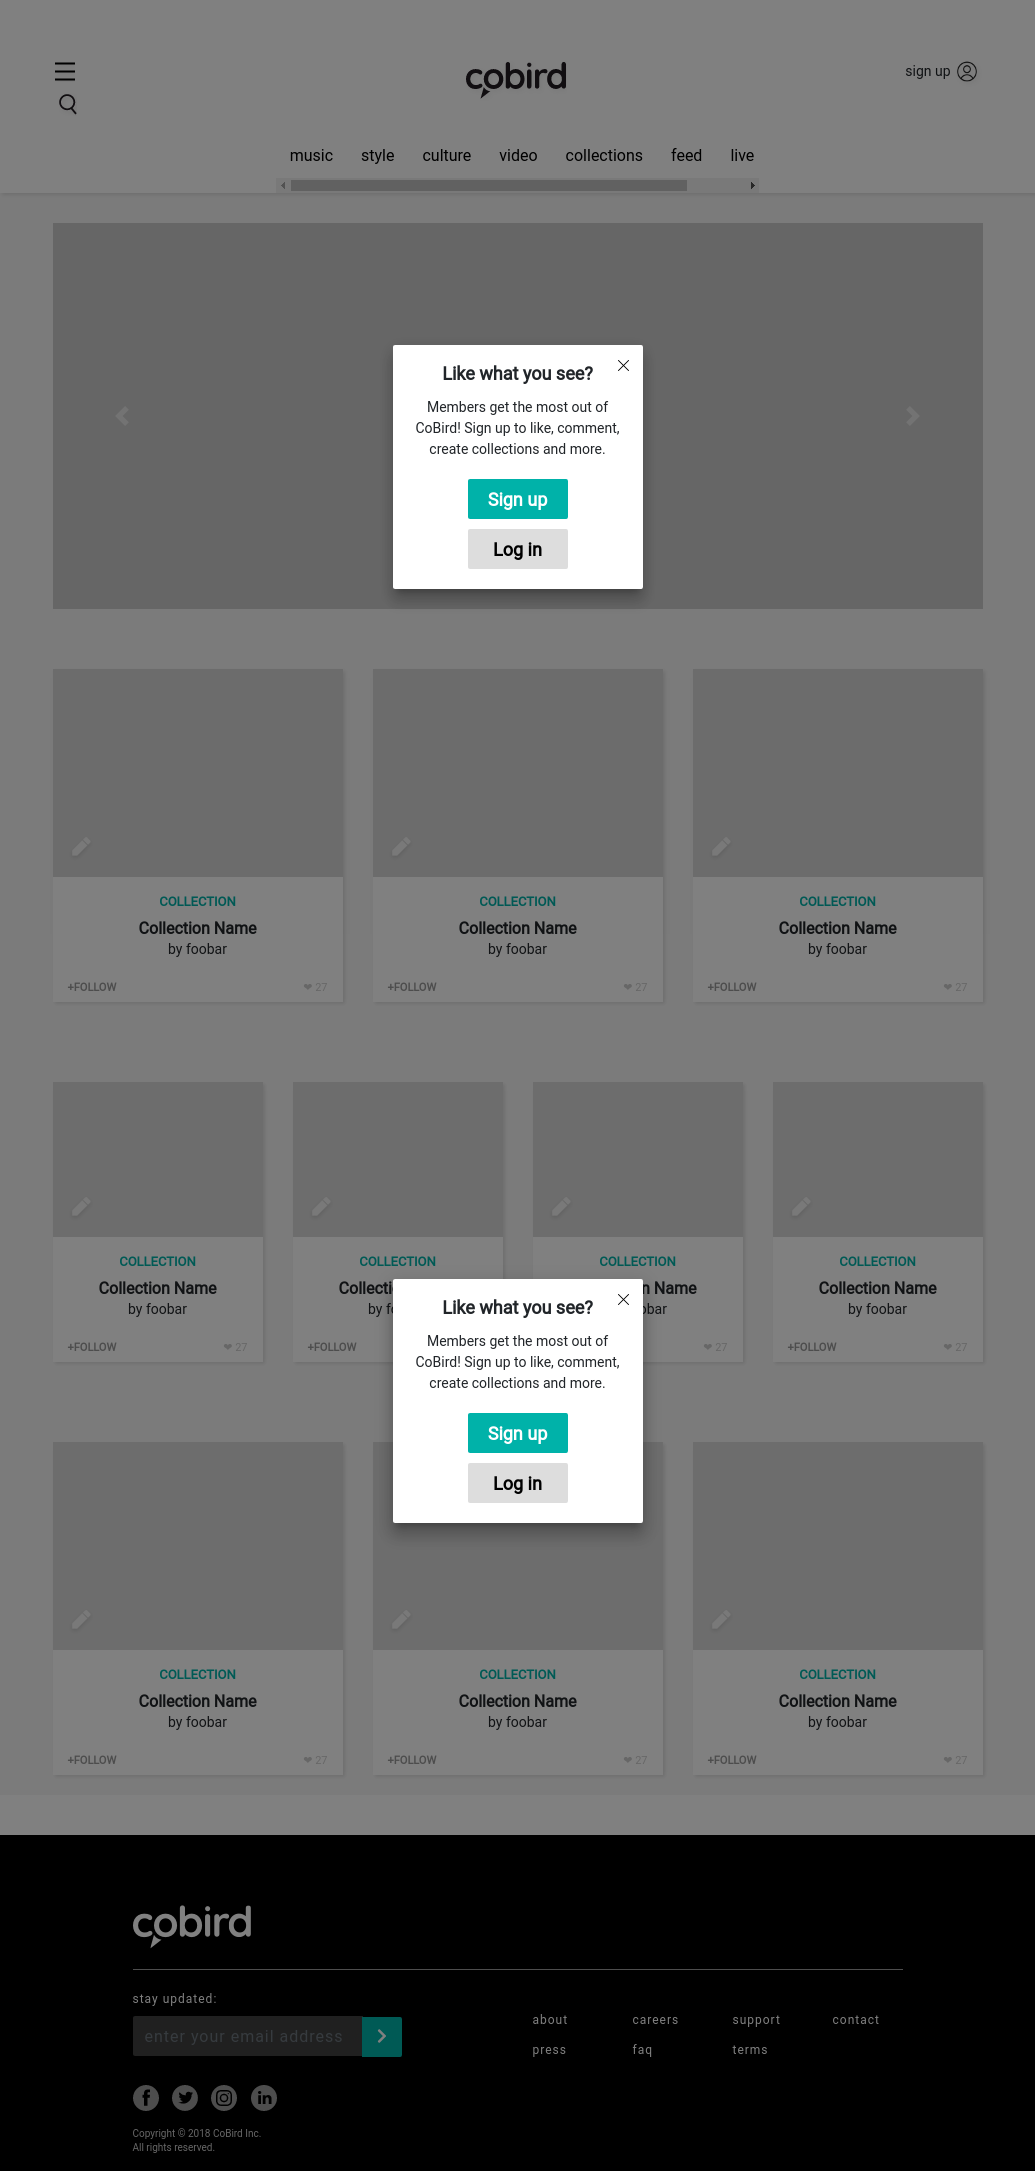 cobird
sign up
music style culture video collections feed live
Like what you see?
Members get the most out of
CoBird! Sign up to like, comment,
create collections and more.
Sign up
Log in
COLLECTION COLLECTION COLLECTION
Collection Name Collection Name Collection Name
by foobar by foobar by foobar
+FOLLOW ❤ 27 +FOLLOW ❤ 27 +FOLLOW ❤ 27
COLLECTION COLLECTION COLLECTION COLLECTION
Collection Name Collecti n Name Collection Name
by foobar by fo bar by foobar
+FOLLOW ❤ 27 +FOLLOW ❤ 27 +FOLLOW ❤ 27
Like what you see?
Members get the most out of
CoBird! Sign up to like, comment,
create collections and more.
Sign up
Log in
COLLECTION COLLECTION COLLECTION
Collection Name Collection Name Collection Name
by foobar by foobar by foobar
+FOLLOW ❤ 27 +FOLLOW ❤ 27 +FOLLOW ❤ 27
cobird
stay updated:
enter your email address
about careers support contact
press faq terms
Copyright © 2018 CoBird Inc.
All rights reserved.